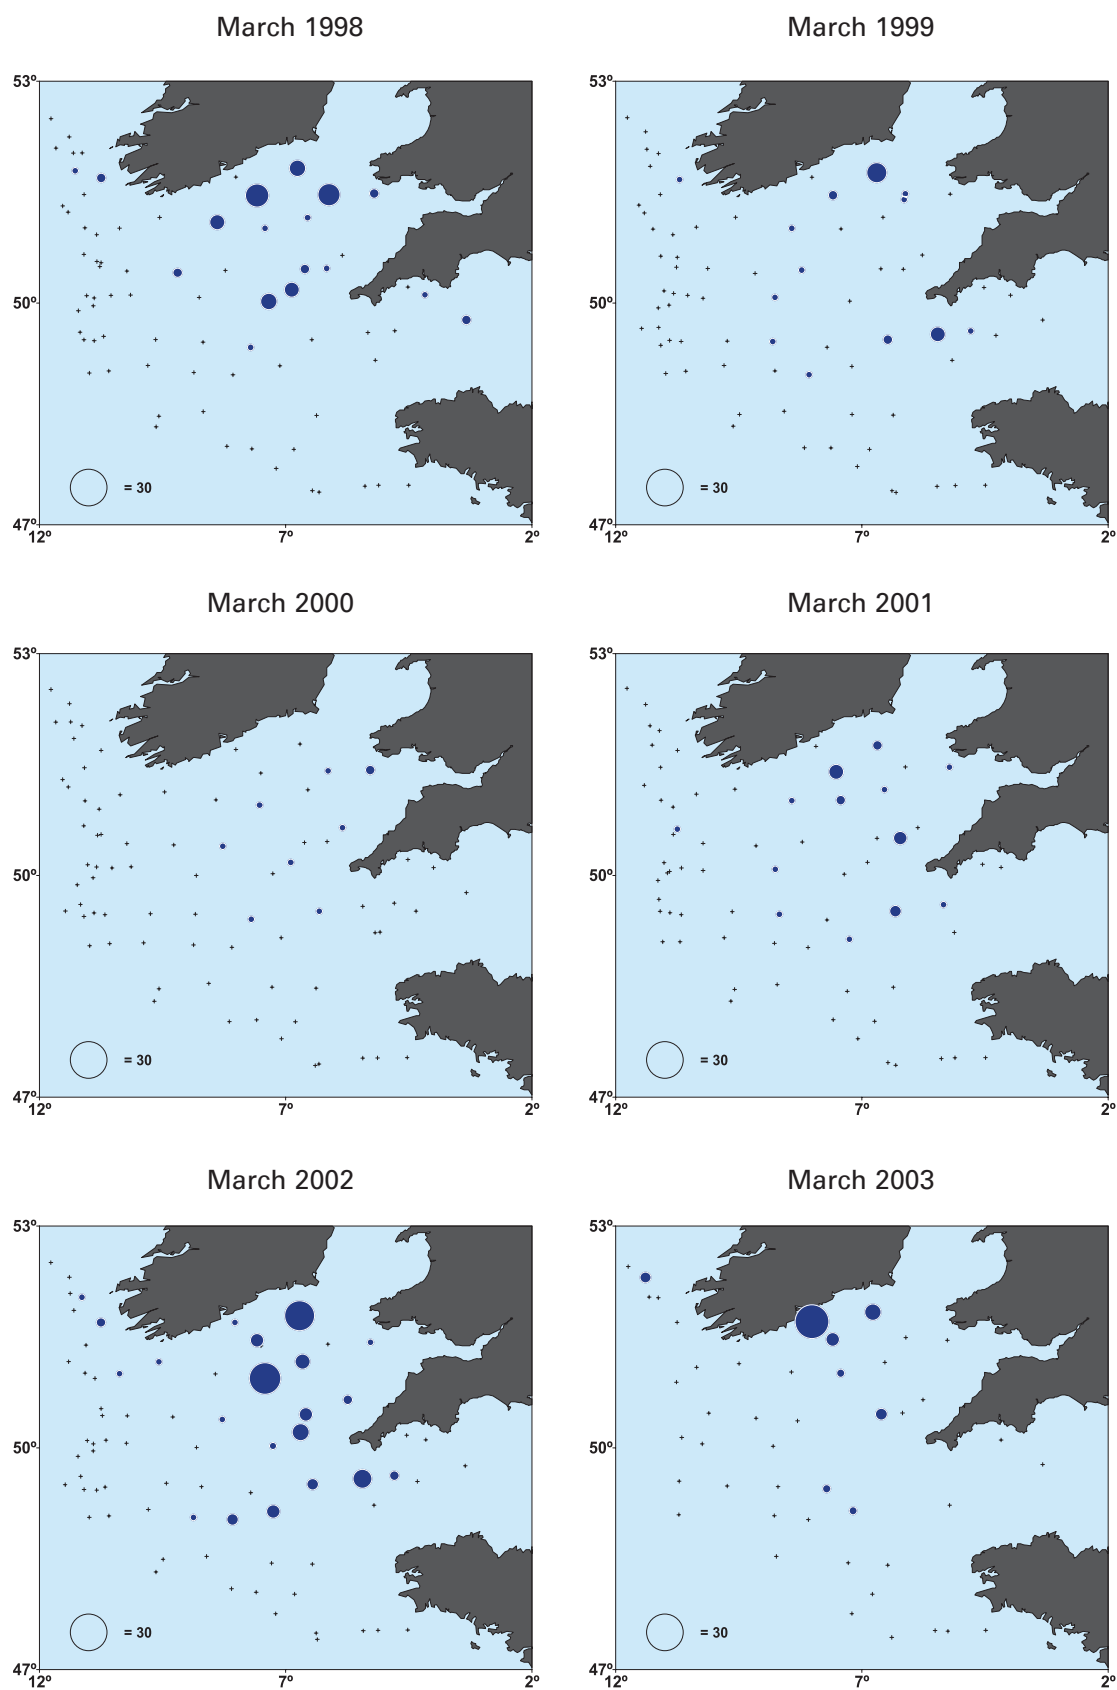 March 1998
March 1999
53º
53º
50º
50º
= 30
= 30
47º
47º
12º
7º
2º
12º
7º
2º
March 2000
March 2001
53º
53º
50º
50º
= 30
= 30
47º
47º
12º
7º
2º
12º
7º
2º
March 2002
March 2003
53º
53º
50º
50º
= 30
= 30
47º
47º
12º
7º
2º
12º
7º
2º